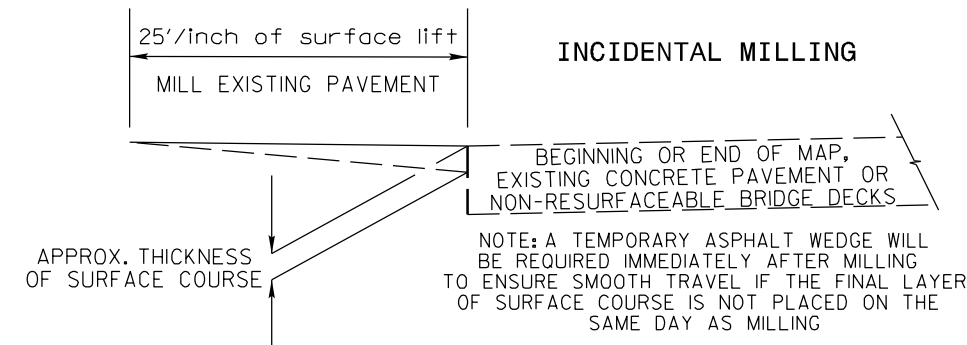 25'/inch of surface lift
MILL EXISTING PAVEMENT
INCIDENTAL MILLING
BEGINNING OR END OF MAP,
EXISTING CONCRETE PAVEMENT OR
NON-RESURFACEABLE BRIDGE DECKS
APPROX. THICKNESS
OF SURFACE COURSE
NOTE: A TEMPORARY ASPHALT WEDGE WILL
BE REQUIRED IMMEDIATELY AFTER MILLING
TO ENSURE SMOOTH TRAVEL IF THE FINAL LAYER
OF SURFACE COURSE IS NOT PLACED ON THE
SAME DAY AS MILLING